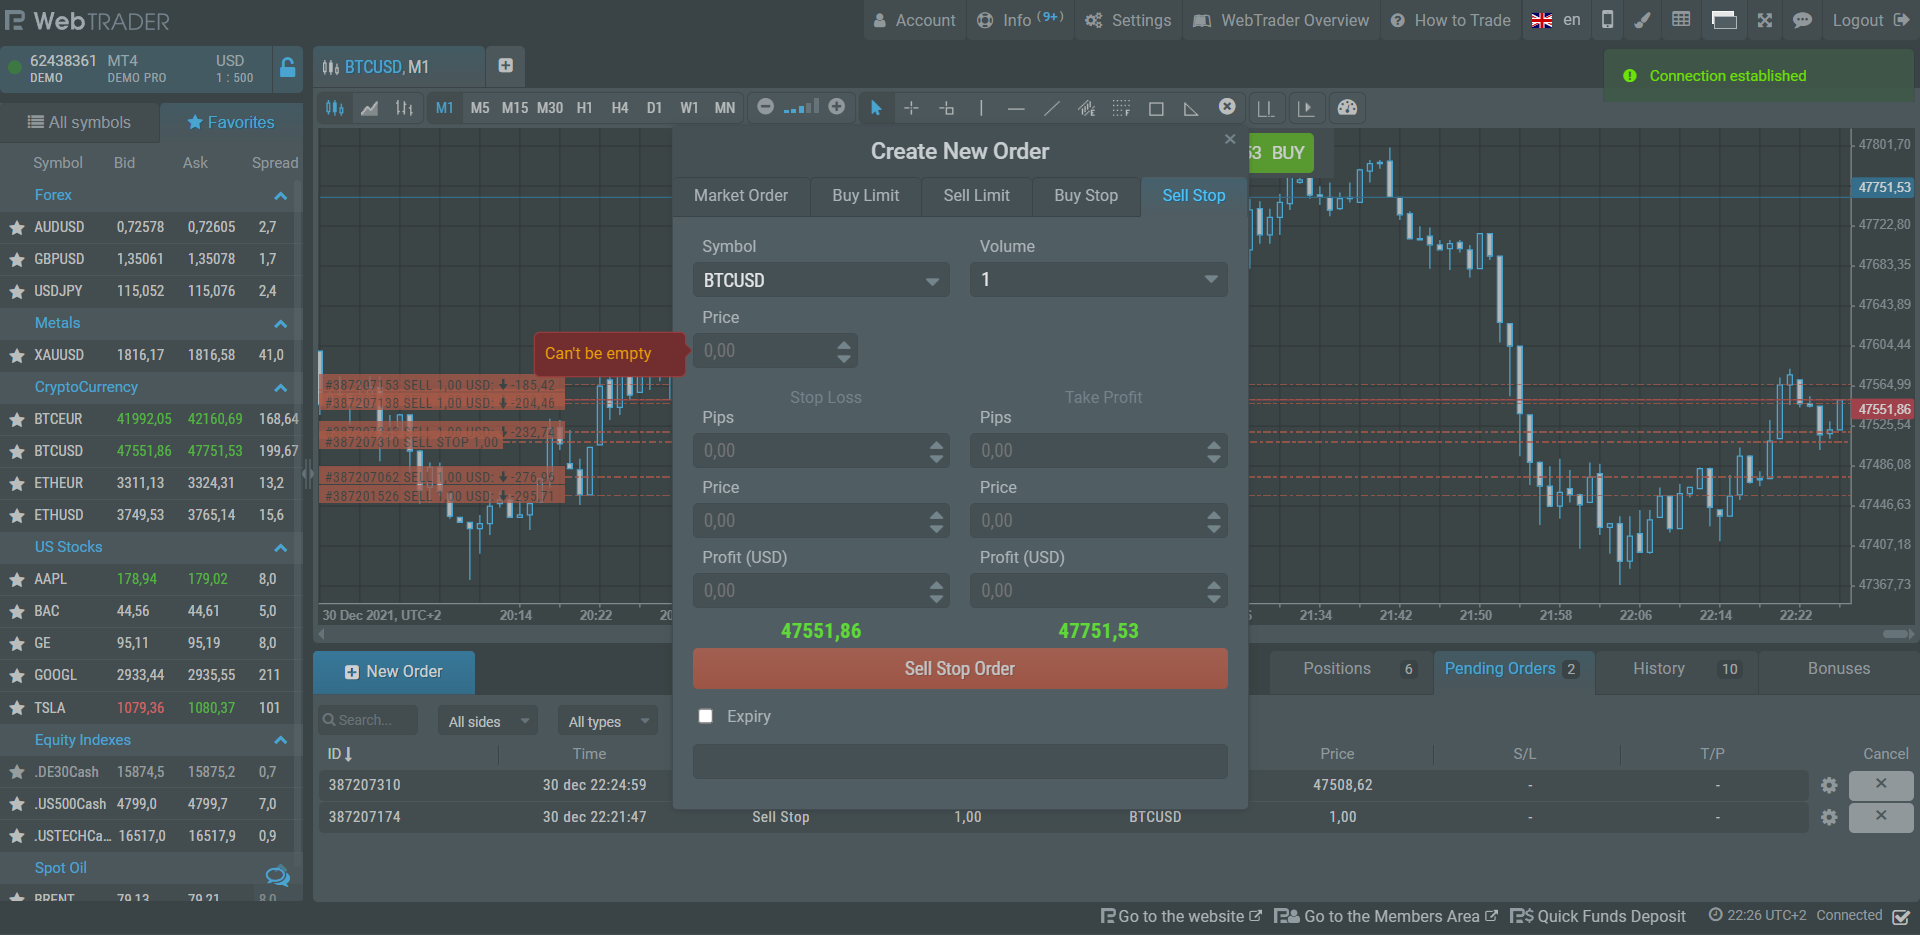 WebTRADER
Account
Info (9+)
Settings
WebTrader Overview
How to Trade
en
Logout
62438361 MT4 USD
DEMO DEMO PRO 1 : 500
BTCUSD, M1
Connection established
All symbols
Favorites
M1 M5 M15 M30 H1 H4 D1 W1 MN
Symbol Bid Ask Spread
Forex
AUDUSD 0,72578 0,72605 2,7
GBPUSD 1,35061 1,35078 1,7
USDJPY 115,052 115,076 2,4
Metals
XAUUSD 1816,17 1816,58 41,0
CryptoCurrency
BTCEUR 41992,05 42160,69 168,64
BTCUSD 47551,86 47751,53 199,67
ETHEUR 3311,13 3324,31 13,2
ETHUSD 3749,53 3765,14 15,6
US Stocks
AAPL 178,94 179,02 8,0
BAC 44,56 44,61 5,0
GE 95,11 95,19 8,0
GOOGL 2933,44 2935,55 211
TSLA 1079,36 1080,37 101
Equity Indexes
.DE30Cash 15874,5 15875,2 0,7
.US500Cash 4799,0 4799,7 7,0
.USTECHCa... 16517,0 16517,9 0,9
Spot Oil
BRENT 79,13 79,21 8,0
#387207153 SELL 1,00 USD: -185,42
#387207138 SELL 1,00 USD: -204,46
-232,74
#387207310 SELL STOP 1,00
#387207062 SELL 1,00 USD: -276,96
#387201526 SELL 1,00 USD: -295,71
30 Dec 2021, UTC+2 20:14 20:22
Create New Order
Market Order
Buy Limit
Sell Limit
Buy Stop
Sell Stop
Symbol Volume
BTCUSD 1
Price
Can't be empty
0,00
Stop Loss Take Profit
Pips Pips
0,00 0,00
Price Price
0,00 0,00
Profit (USD) Profit (USD)
0,00 0,00
47551,86 47751,53
Sell Stop Order
Expiry
53 BUY
47801,70
47751,53
47722,80
47683,35
47643,89
47604,44
47564,99
47551,86
47525,54
47486,08
47446,63
47407,18
47367,73
21:34 21:42 21:50 21:58 22:06 22:14 22:22
New Order
Positions 6
Pending Orders 2
History 10
Bonuses
Search...
All sides
All types
ID Time Price S/L T/P Cancel
387207310 30 dec 22:24:59 47508,62 - -
387207174 30 dec 22:21:47 Sell Stop 1,00 BTCUSD 1,00 - -
Go to the website
Go to the Members Area
Quick Funds Deposit
22:26 UTC+2 Connected